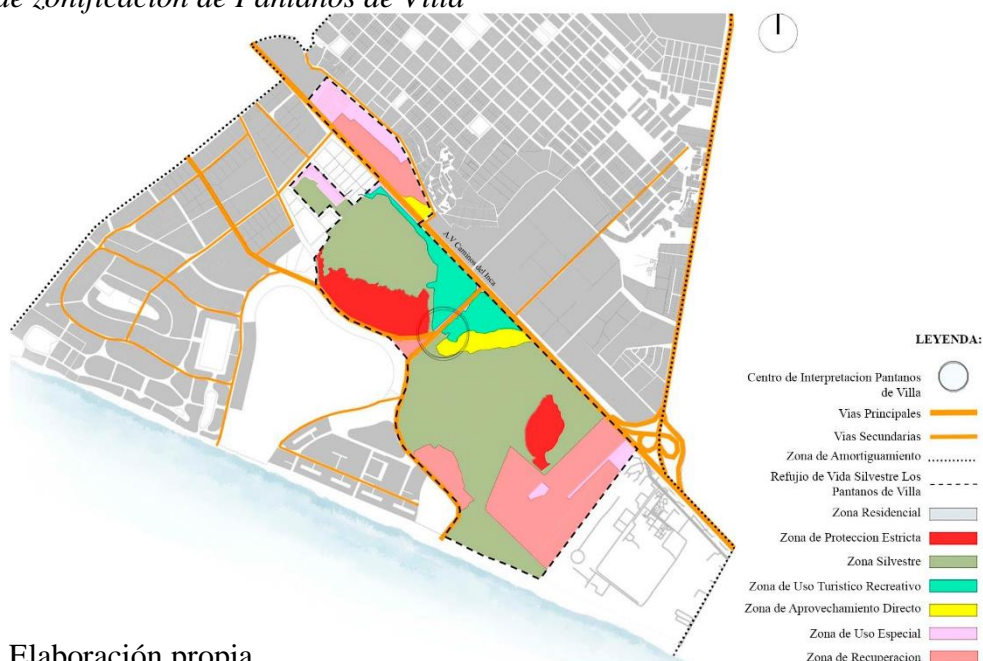 de zonificación de Pantanos de Villa
A.V Caminos del Inca
LEYENDA:
Centro de Interpretacion Pantanos
de Villa
Vias Principales
Vias Secundarias
Zona de Amortiguamiento
Refujio de Vida Silvestre Los
Pantanos de Villa
Zona Residencial
Zona de Proteccion Estricta
Zona Silvestre
Zona de Uso Turistico Recreativo
Zona de Aprovechamiento Directo
Zona de Uso Especial
Zona de Recuperacion
Elaboración propia